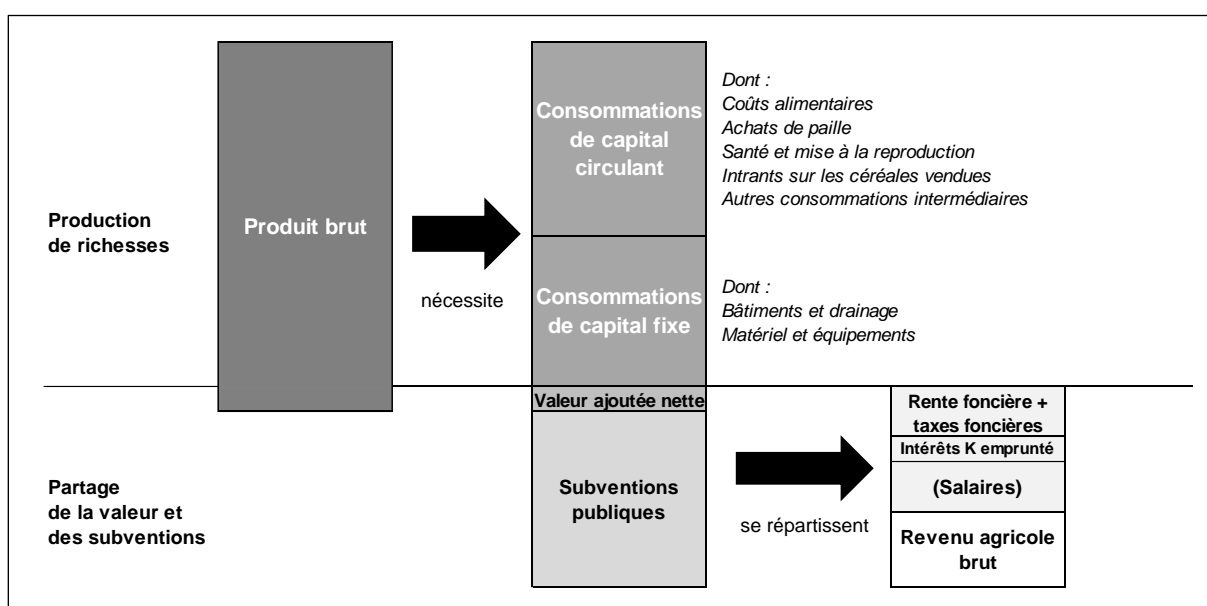 Production
de richesses
Produit brut
nécessite
Consommations
de capital
circulant
Dont :
Coûts alimentaires
Achats de paille
Santé et mise à la reproduction
Intrants sur les céréales vendues
Autres consommations intermédiaires
Consommations
de capital fixe
Dont :
Bâtiments et drainage
Matériel et équipements
Partage
de la valeur et
des subventions
Valeur ajoutée nette
Subventions
publiques
se répartissent
Rente foncière +
taxes foncières
Intérêts K emprunté
(Salaires)
Revenu agricole
brut